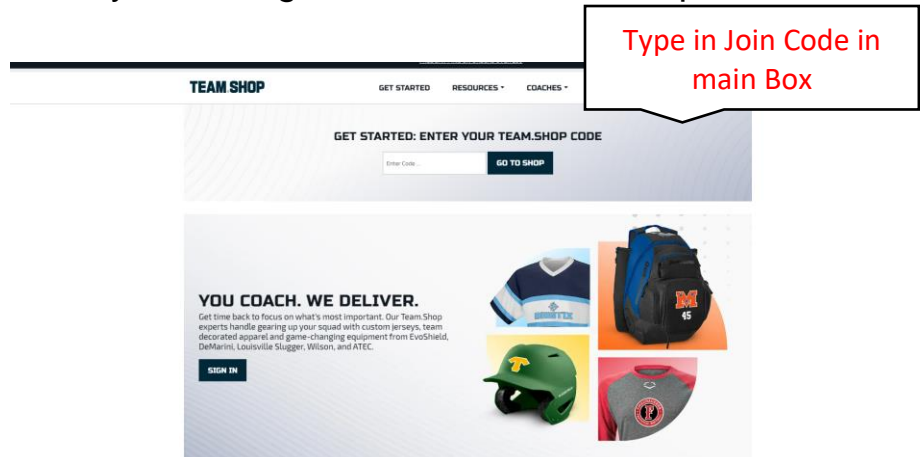 Type in Join Code in
main Box
TEAM.SHOP
GET STARTED RESOURCES COACHES
GET STARTED: ENTER YOUR TEAM.SHOP CODE
Enter Code...
GO TO SHOP
YOU COACH. WE DELIVER.
Get time back to focus on what's most important. Our Team.Shop
experts handle gearing up your squad with custom jerseys, team
decorated apparel and game-changing equipment from EvoShield,
DeMarini, Louisville Slugger, Wilson, and ATEC.
SIGN IN
M
45
T
P